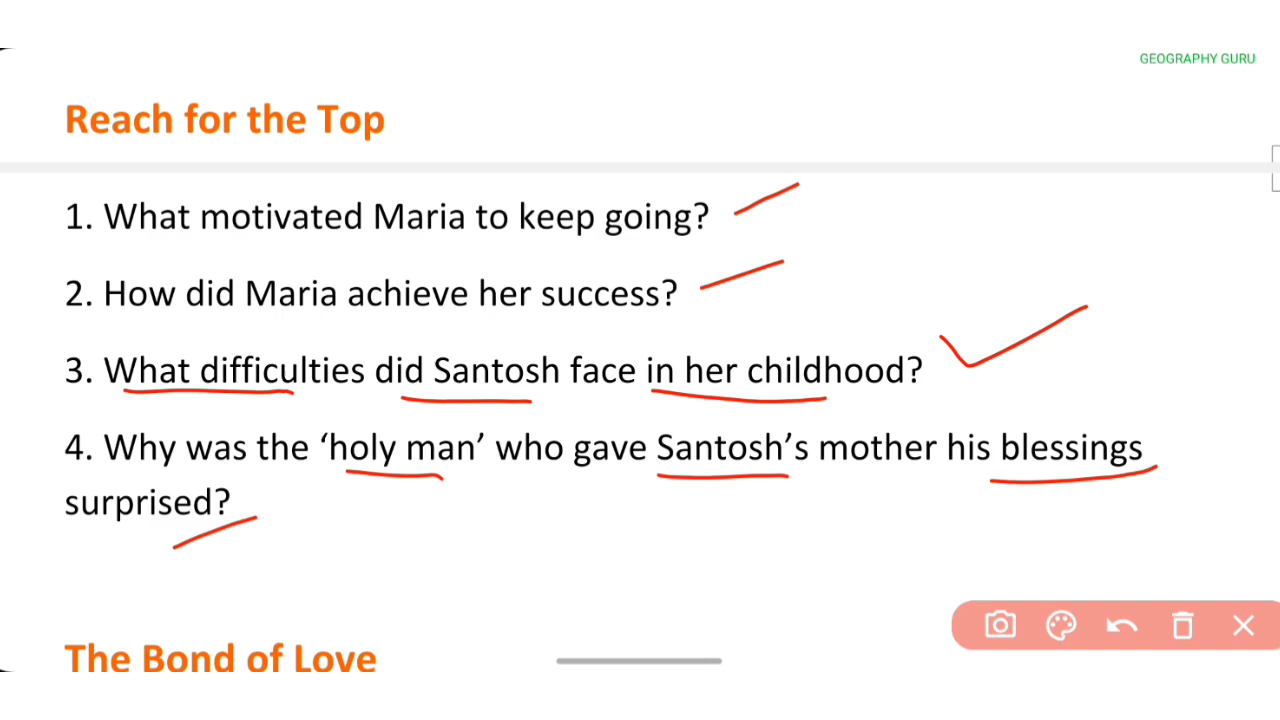 GEOGRAPHY GURU
Reach for the Top
1. What motivated Maria to keep going?
2. How did Maria achieve her success?
3. What difficulties did Santosh face in her childhood?
4. Why was the ‘holy man’ who gave Santosh’s mother his blessings
surprised?
The Bond of Love